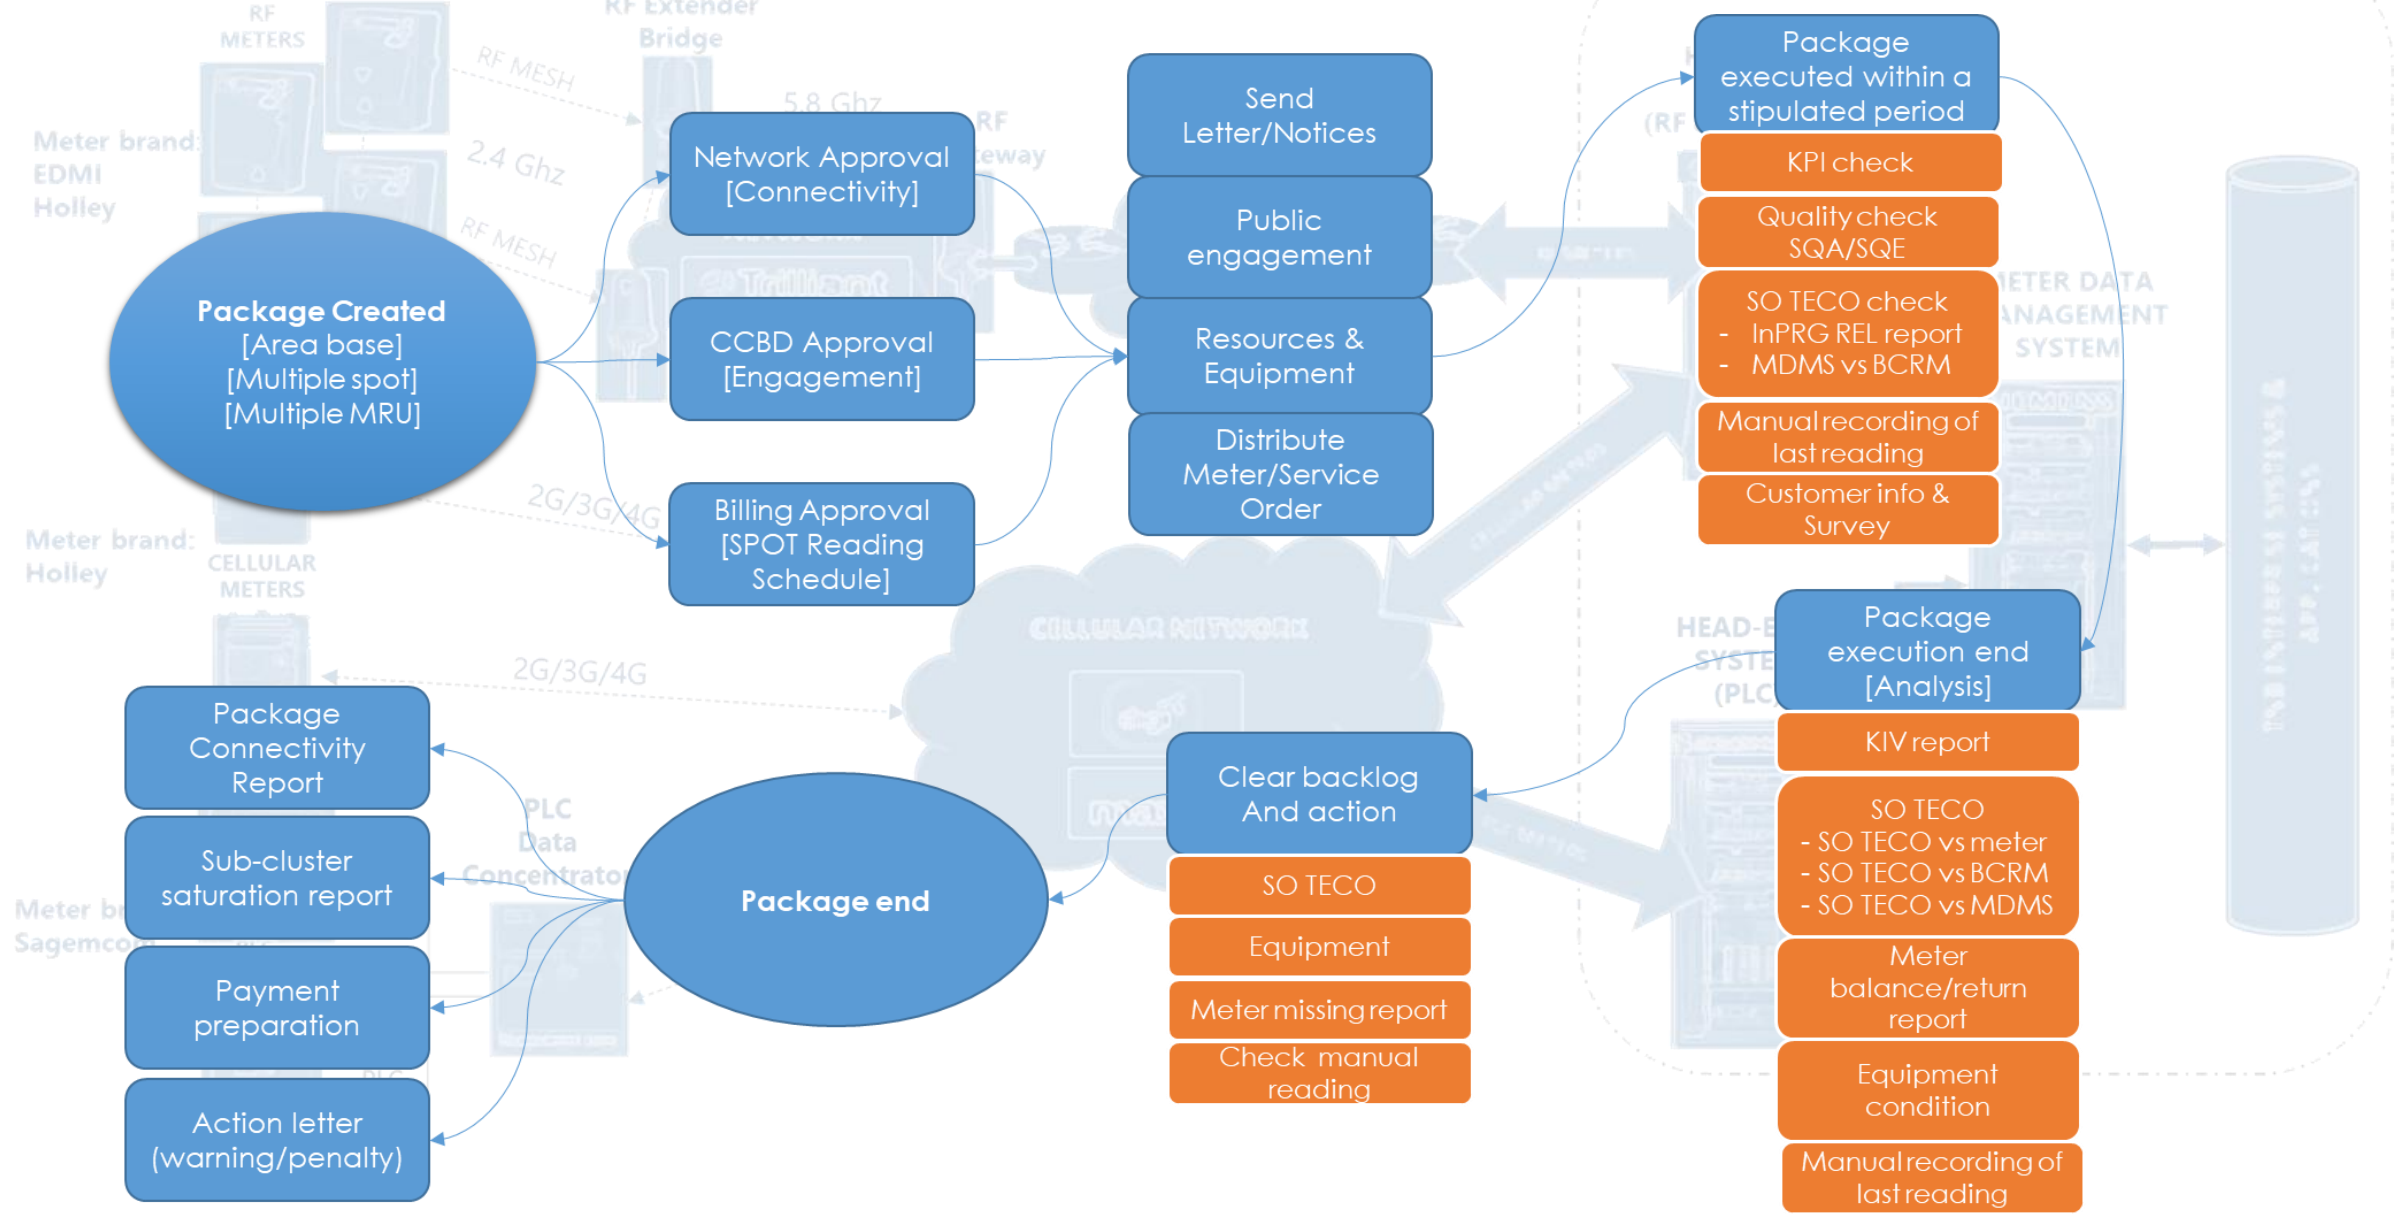 Package Created
[Area base]
[Multiple spot]
[Multiple MRU]
Network Approval
[Connectivity]
CCBD Approval
[Engagement]
Billing Approval
[SPOT Reading
Schedule]
Send
Letter/Notices
Public
engagement
Resources &
Equipment
Distribute
Meter/Service
Order
Package
executed within a
stipulated period
KPI check
Quality check
SQA/SQE
SO TECO check
- InPRG REL report
- MDMS vs BCRM
Manual recording of
last reading
Customer info &
Survey
Package
execution end
[Analysis]
KIV report
SO TECO
- SO TECO vs meter
- SO TECO vs BCRM
- SO TECO vs MDMS
Meter
balance/return
report
Equipment
condition
Manual recording of
last reading
Clear backlog
And action
SO TECO
Equipment
Meter missing report
Check manual
reading
Package end
Package
Connectivity
Report
Sub-cluster
saturation report
Payment
preparation
Action letter
(warning/penalty)
RF
METERS
RF Extender
Bridge
RF MESH
5.8 Ghz
2.4 Ghz
Meter brand:
EDMI
Holley
RF MESH
RF
Trilliant
2G/3G/4G
Meter brand:
Holley
CELLULAR
METERS
2G/3G/4G
CELLULAR NETWORK
PLC
Data
SYSTEM
(RF